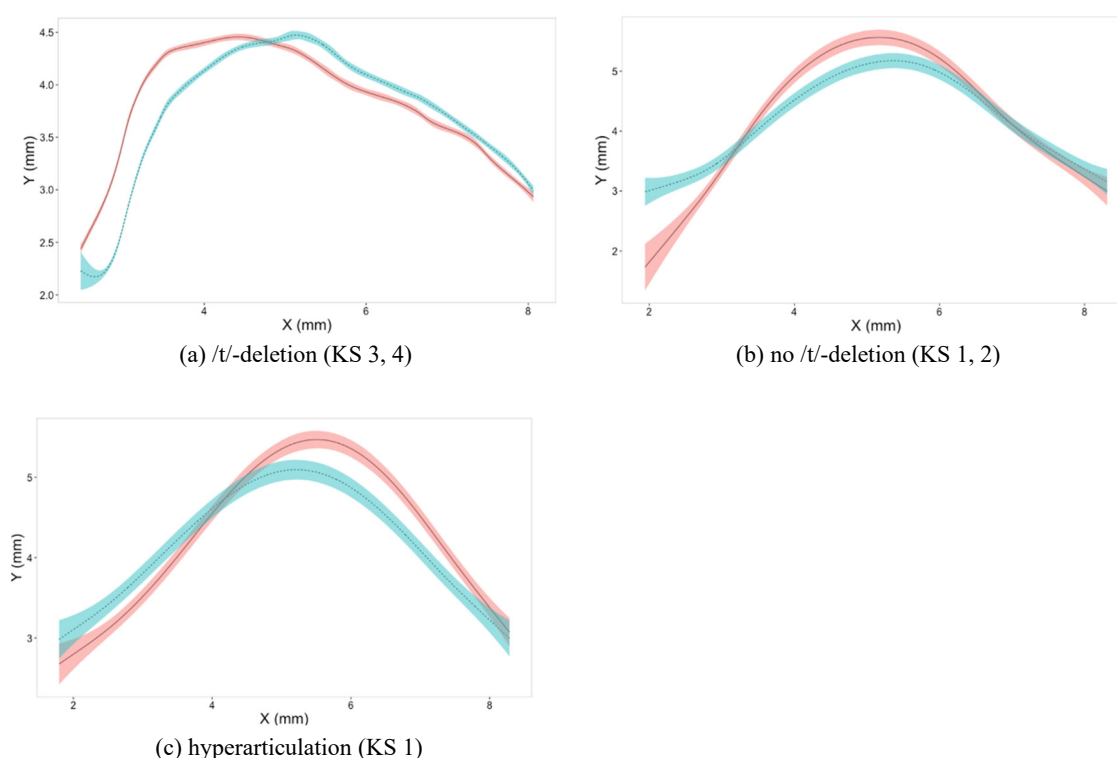 4.5
4.0
3.5
3.0
2.5
2.0
Y (mm)
4
6
8
X (mm)
(a) /t/-deletion (KS 3, 4)
5
4
3
2
Y (mm)
2
4
6
8
X (mm)
(b) no /t/-deletion (KS 1, 2)
5
4
3
Y (mm)
2
4
6
8
X (mm)
(c) hyperarticulation (KS 1)